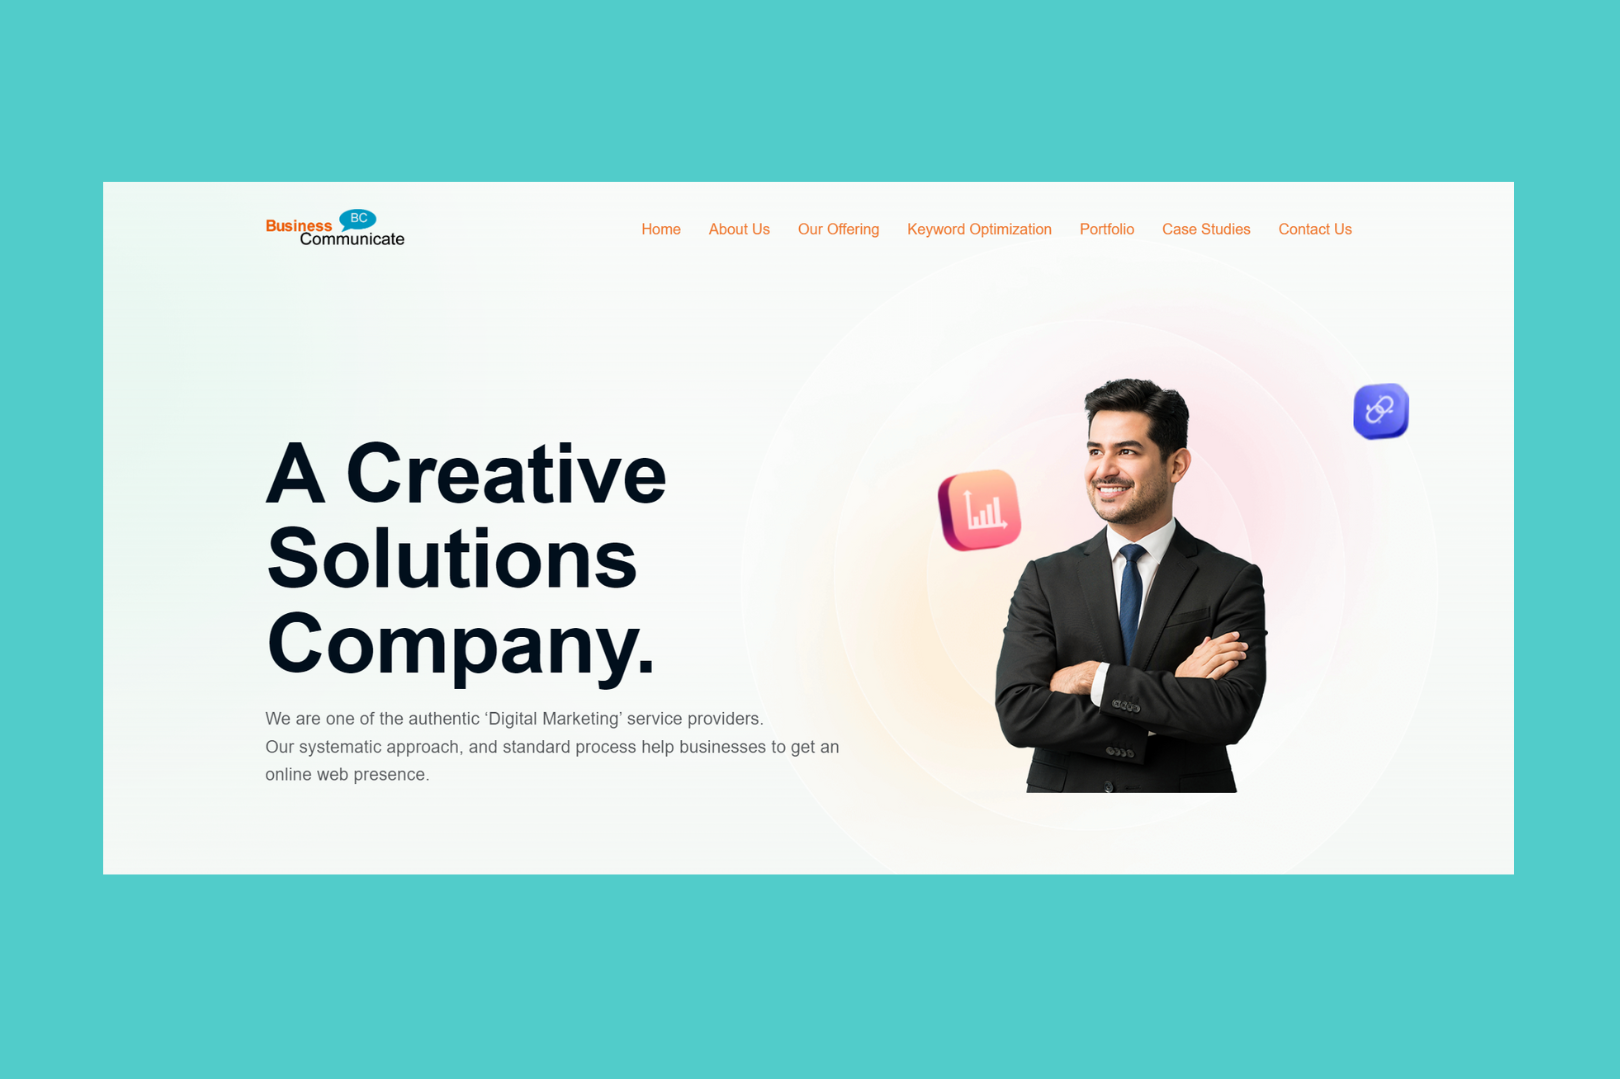 Business
BC
Communicate
Home About Us Our Offering Keyword Optimization Portfolio Case Studies Contact Us
A Creative
Solutions
Company.
We are one of the authentic ‘Digital Marketing’ service providers.
Our systematic approach, and standard process help businesses to get an
online web presence.